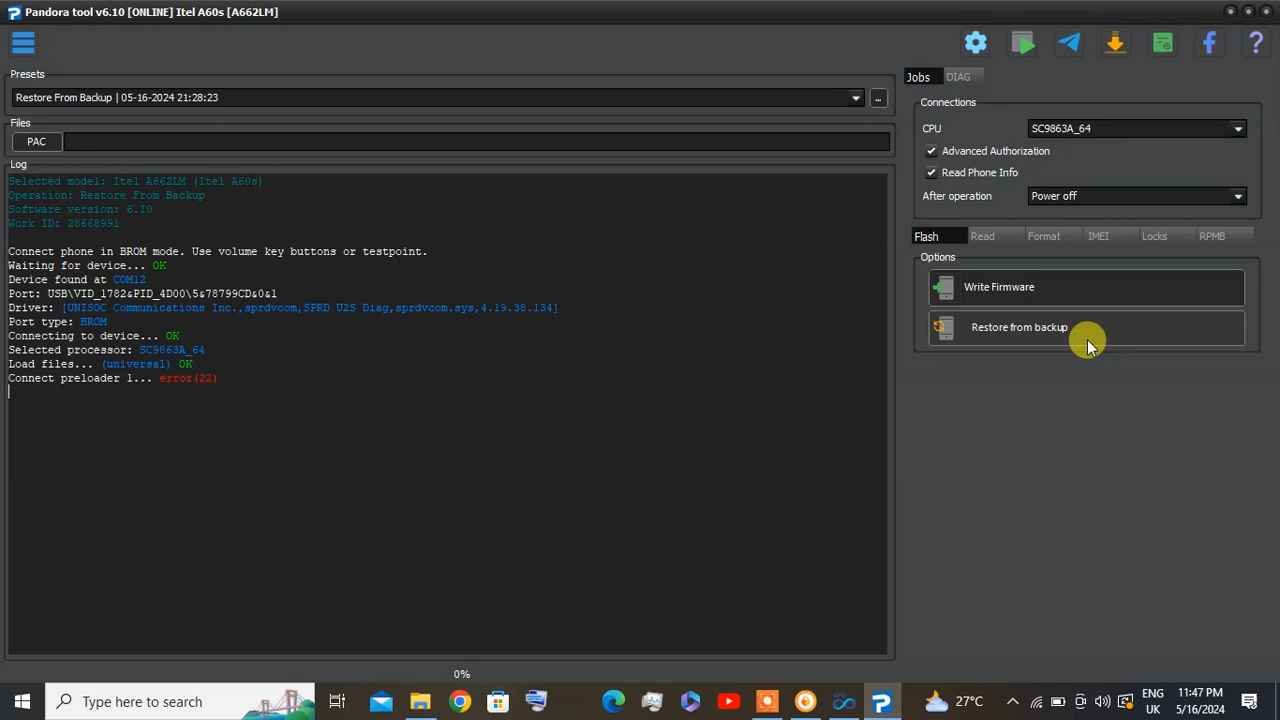 Pandora tool v6.10 [ONLINE] Itel A60s [A662LM]
Presets
Restore From Backup | 05-16-2024 21:28:23
...
Files
PAC
Log
Selected model: Itel A662LM (Itel A60s)
Operation: Restore From Backup
Software version: 6.10
Work ID: 28668991
Connect phone in BROM mode. Use volume key buttons or testpoint.
Waiting for device... OK
Device found at COM12
Port: USB\VID_1782&PID_4D00\5&78799CD&0&1
Driver: [UNISOC Communications Inc.,sprdvcom,SPRD U2S Diag,sprdvcom.sys,4.19.38.134]
Port type: BROM
Connecting to device... OK
Selected processor: SC9863A_64
Load files... (universal) OK
Connect preloader 1... error(22)
0%
Jobs DIAG
Connections
CPU SC9863A_64
Advanced Authorization
Read Phone Info
After operation Power off
Flash Read Format IMEI Locks RPMB
Options
Write Firmware
Restore from backup
Type here to search
27°C
ENG
UK
11:47 PM
5/16/2024